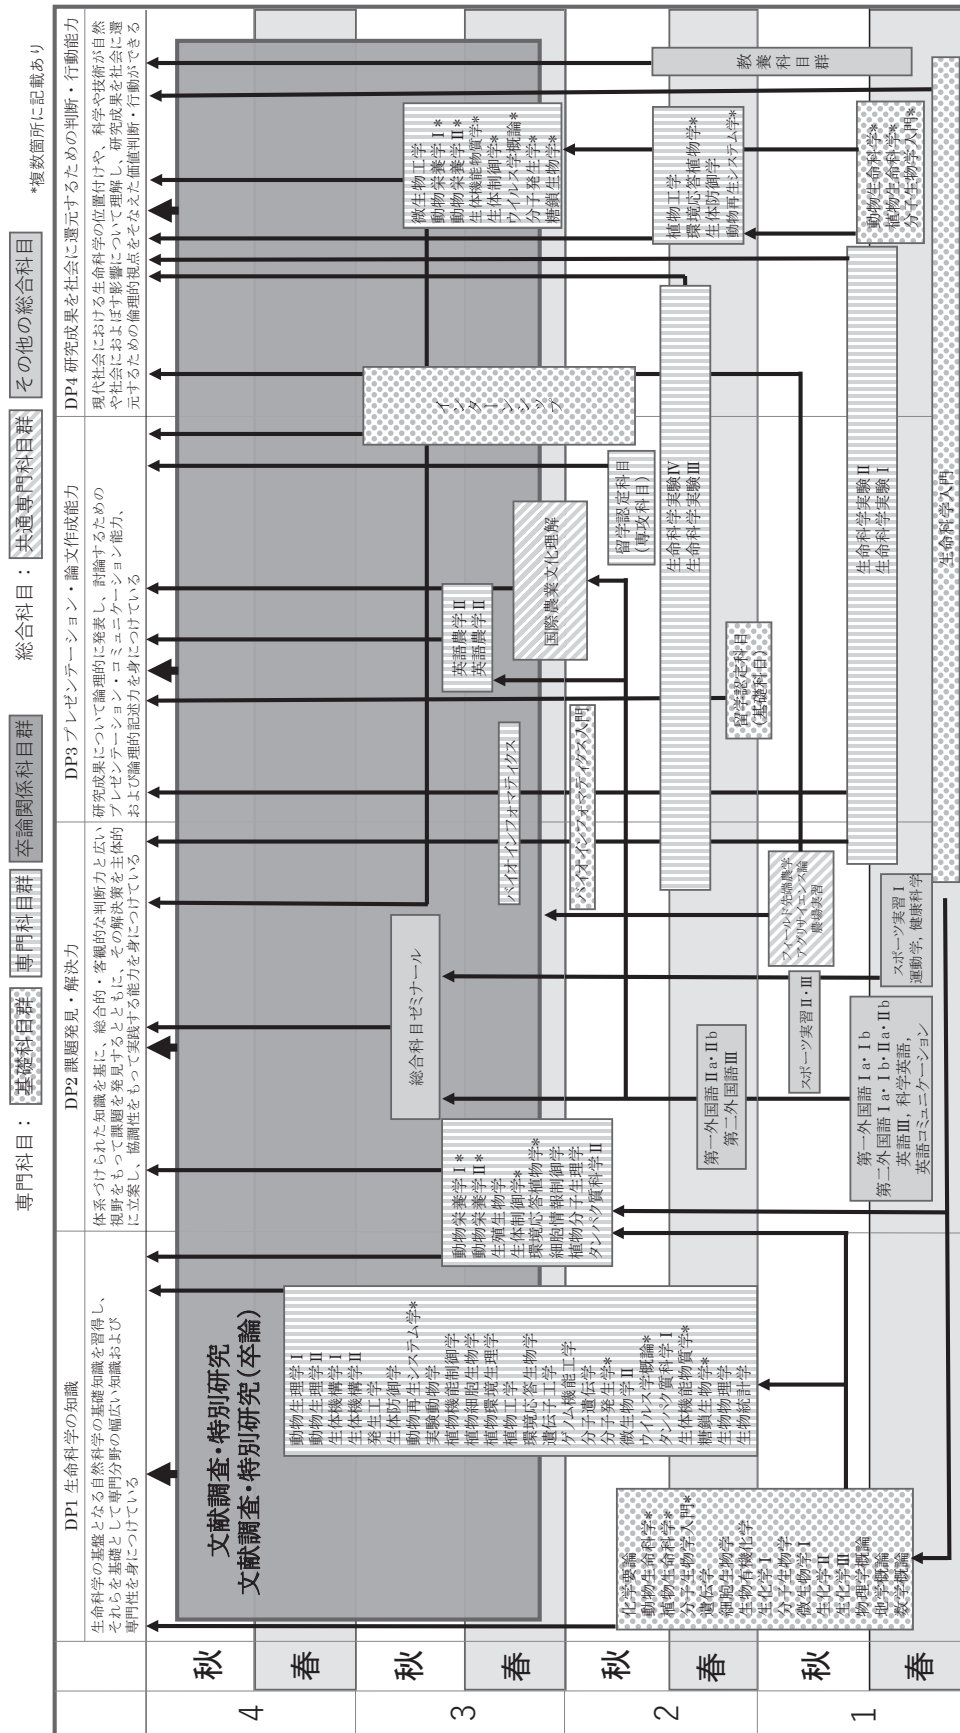 専門科目：
基礎科目群
専門科目群
卒論関係科目群
総合科目：
共通専門科目群
その他の総合科目
*複数箇所に記載あり
DP1 生命科学の知識
生命科学の基盤となる自然科学の基礎知識を習得し、
それらを基礎として専門分野の幅広い知識および
専門性を身につけている
DP2 課題発見・解決力
体系づけられた知識を基に、総合的・客観的な判断力と広い
視野をもって課題を発見するとともに、その解決策を主体的
に立案し、協調性をもって実践する能力を身につけている
DP3 プレゼンテーション・論文作成能力
研究成果について論理的に発表し、討論するための
プレゼンテーション・コミュニケーション能力、
および論理的記述力を身につけている
DP4 研究成果を社会に還元するための判断・行動能力
現代社会における生命科学の位置付けや、科学や技術が自然
や社会におよぼす影響について理解し、研究成果を社会に還
元するための倫理的視点をそなえた価値判断・行動ができる
4
秋
春
3
秋
春
2
秋
春
1
秋
春
文献調査・特別研究
文献調査・特別研究(卒論)
動物生理学Ⅰ
動物生理学Ⅱ
生体機構学Ⅰ
生体機構学Ⅱ
発生工学
生体防御学
動物再生システム学*
実験動物学
植物機能制御学
植物細胞生物学
植物環境生理学
植物工学
環境応答生物学
遺伝子工学
ゲノム機能工学
分子遺伝学
分子発生学*
微生物学Ⅱ
ウイルス学概論*
タンパク質科学Ⅰ
生体機能物質学*
糖鎖生物学*
生物物理学
生物統計学
化学要論
動物生命科学*
植物生命科学*
分子生物学入門*
遺伝学
細胞生物学
生物有機化学
生化学Ⅰ
分子生物学
微生物学Ⅰ
生化学Ⅱ
生化学Ⅲ
物理学概論
地学概論
数学概論
動物栄養学Ⅰ*
動物栄養学Ⅱ*
生殖生物学
生体制御学*
環境応答植物学*
細胞情報制御学
植物分子生理学
タンパク質科学Ⅱ
総合科目ゼミナール
第一外国語Ⅱa・Ⅱb
第二外国語Ⅲ
スポーツ実習Ⅱ・Ⅲ
第一外国語Ⅰa・Ⅰb
第二外国語Ⅰa・Ⅰb・Ⅱa・Ⅱb
英語Ⅲ, 科学英語,
英語コミュニケーション
スポーツ実習Ⅰ
運動学, 健康科学
フィールド先端農学
アグリサイエンス論
農場実習
バイオインフォマティクス
バイオインフォマティクス入門
英語農学Ⅱ
英語農学Ⅱ
国際農業文化理解
留学認定科目
(専攻科目)
留学認定科目
(基礎科目)
生命科学実験Ⅳ
生命科学実験Ⅲ
生命科学実験Ⅱ
生命科学実験Ⅰ
生命科学入門
インターンシップ
微生物工学
動物栄養学Ⅰ*
動物栄養学Ⅱ*
生体機能物質学*
生体制御学*
ウイルス学概論*
分子発生学*
糖鎖生物学*
植物工学
環境応答植物学*
生体防御学
動物再生システム学*
動物生命科学*
植物生命科学*
分子生物学入門*
教養
科目群